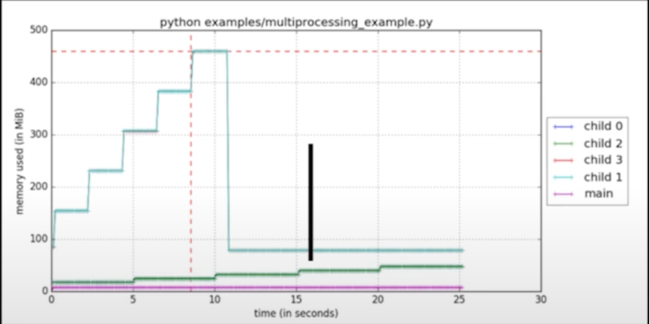 python examples/multiprocessing_example.py
500
400
300
200
100
0
memory used (in MiB)
0 5 10 15 20 25 30
time (in seconds)
child 0
child 2
child 3
child 1
main